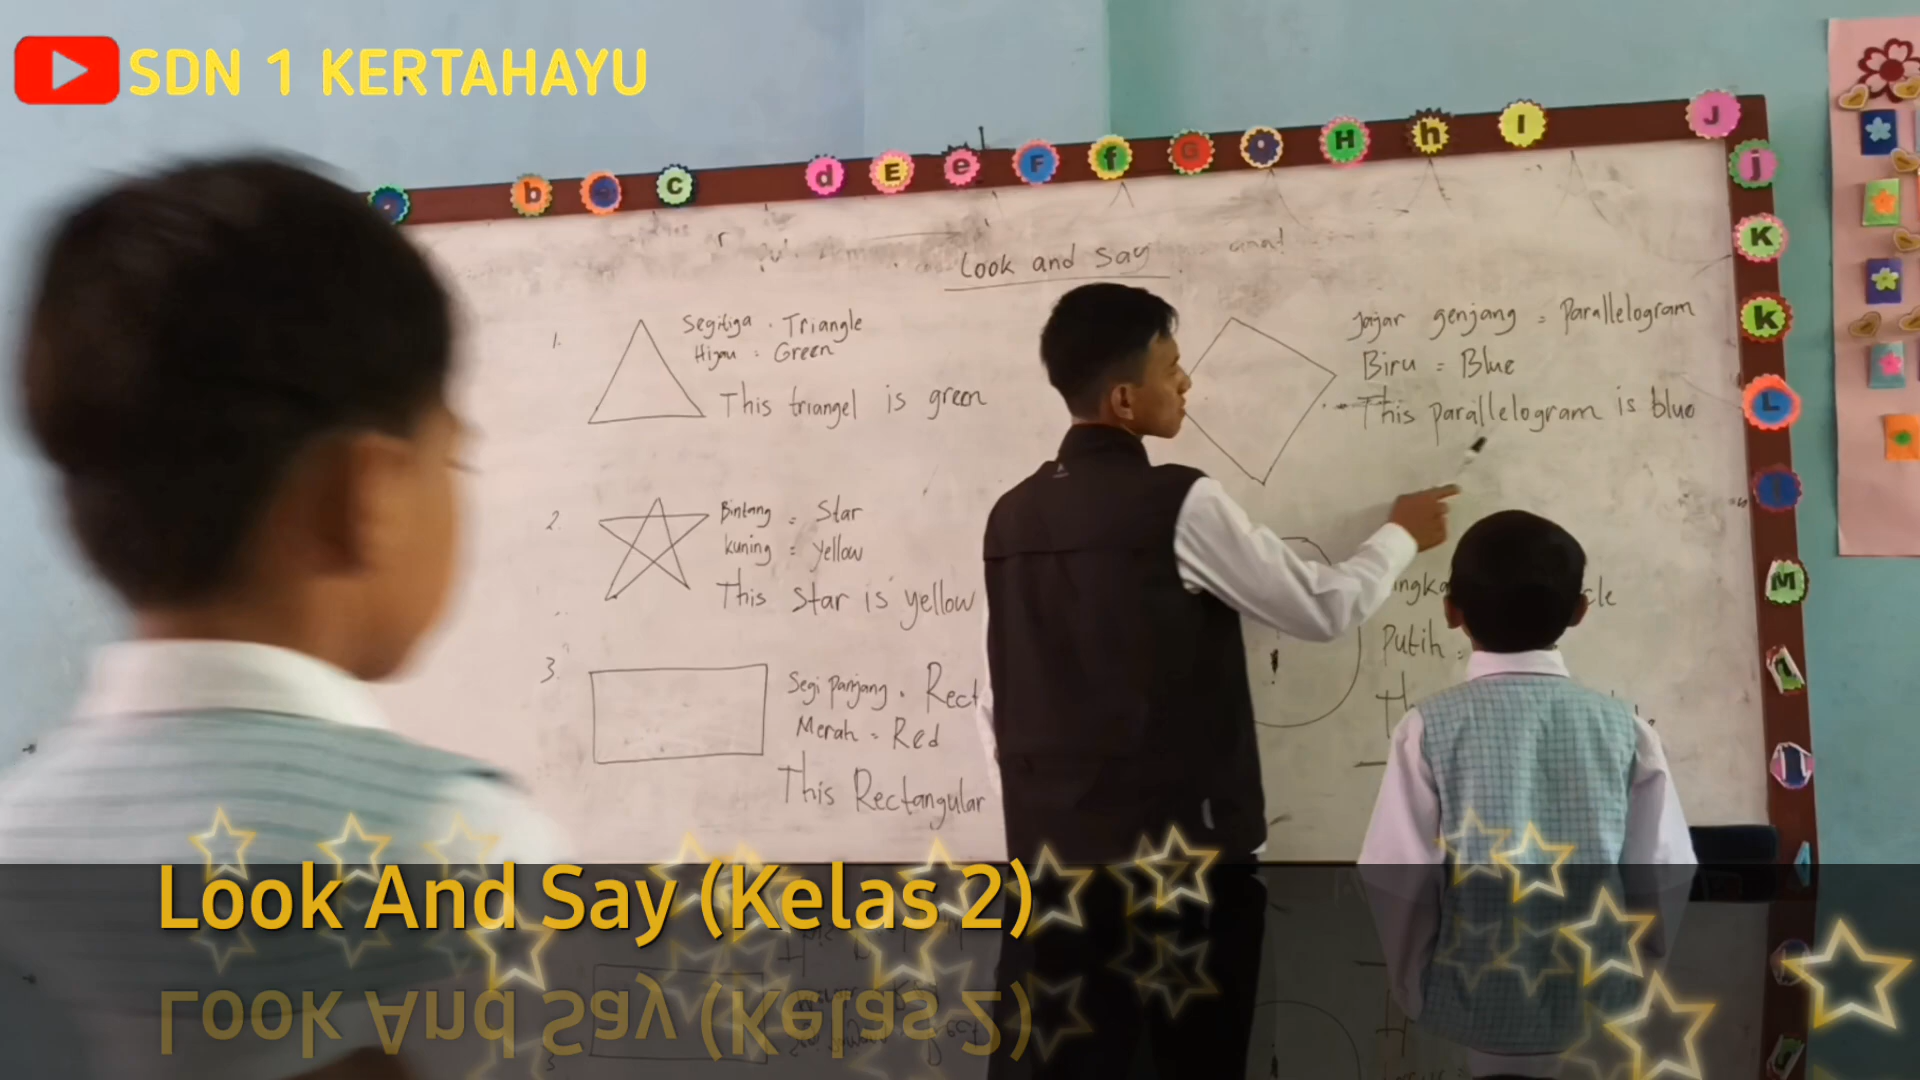 SDN 1 KERTAHAYU
b c d E e F f G H h I J
j
K
k
L
M
Look and Say
1. Segitiga . Triangle
Hijau : Green
This triangel is green
2. Bintang = Star
Kuning = Yellow
This Star is yellow
3. Segi panjang . Rect
Merah = Red
This Rectangular
Jajar genjang = Parallelogram
Biru = Blue
This parallelogram is blue
Putih =
Look And Say (Kelas 2)